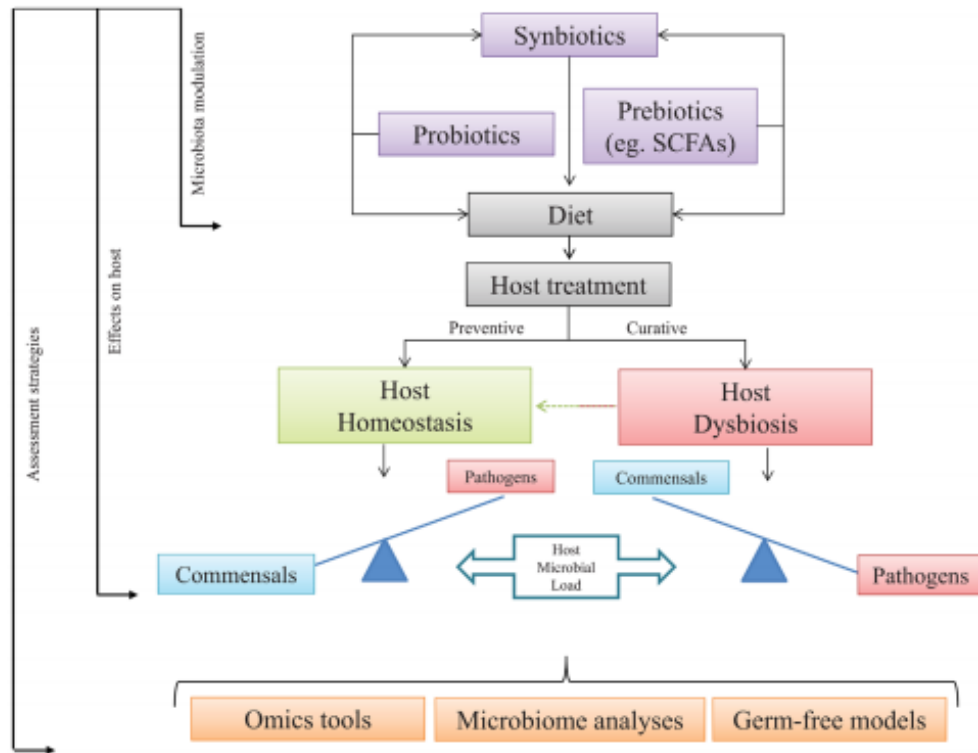 Synbiotics
Probiotics
Prebiotics
(eg. SCFAs)
Microbiota modulation
Diet
Effects on host
Host treatment
Assessment strategies
Preventive
Curative
Host
Homeostasis
Host
Dysbiosis
Pathogens
Commensals
Commensals
Host
Microbial
Load
Pathogens
Omics tools
Microbiome analyses
Germ-free models